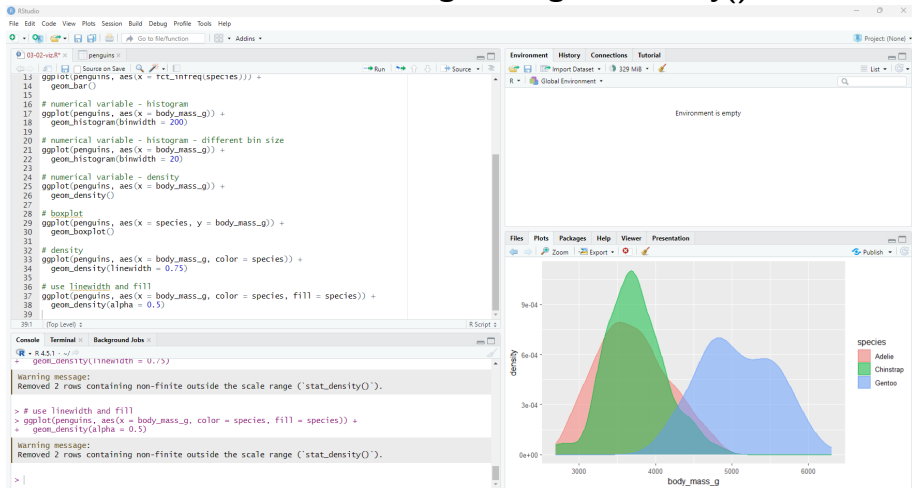 RStudio
File Edit Code View Plots Session Build Debug Profile Tools Help
Go to file/function Addins Project: (None)
03-02-viz.R* penguins
Source on Save Run Source
13 ggplot(penguins, aes(x = fct_infreq(species))) +
14 geom_bar()
15
16 # numerical variable - histogram
17 ggplot(penguins, aes(x = body_mass_g)) +
18 geom_histogram(binwidth = 200)
19
20 # numerical variable - histogram - different bin size
21 ggplot(penguins, aes(x = body_mass_g)) +
22 geom_histogram(binwidth = 20)
23
24 # numerical variable - density
25 ggplot(penguins, aes(x = body_mass_g)) +
26 geom_density()
27
28 # boxplot
29 ggplot(penguins, aes(x = species, y = body_mass_g)) +
30 geom_boxplot()
31
32 # density
33 ggplot(penguins, aes(x = body_mass_g, color = species)) +
34 geom_density(linewidth = 0.75)
35
36 # use linewidth and fill
37 ggplot(penguins, aes(x = body_mass_g, color = species, fill = species)) +
38 geom_density(alpha = 0.5)
39
39:1 (Top Level) R Script
Console Terminal Background Jobs
R 4.5.1 · ~/
+ geom_density(linewidth = 0.75)
Warning message:
Removed 2 rows containing non-finite outside the scale range (`stat_density()`).
> # use linewidth and fill
> ggplot(penguins, aes(x = body_mass_g, color = species, fill = species)) +
+ geom_density(alpha = 0.5)
Warning message:
Removed 2 rows containing non-finite outside the scale range (`stat_density()`).
>
Environment History Connections Tutorial
Import Dataset 329 MiB List
R Global Environment
Environment is empty
Files Plots Packages Help Viewer Presentation
Zoom Export Publish
9e-04
6e-04
3e-04
0e+00
density
3000 4000 5000 6000
body_mass_g
species
Adelie
Chinstrap
Gentoo